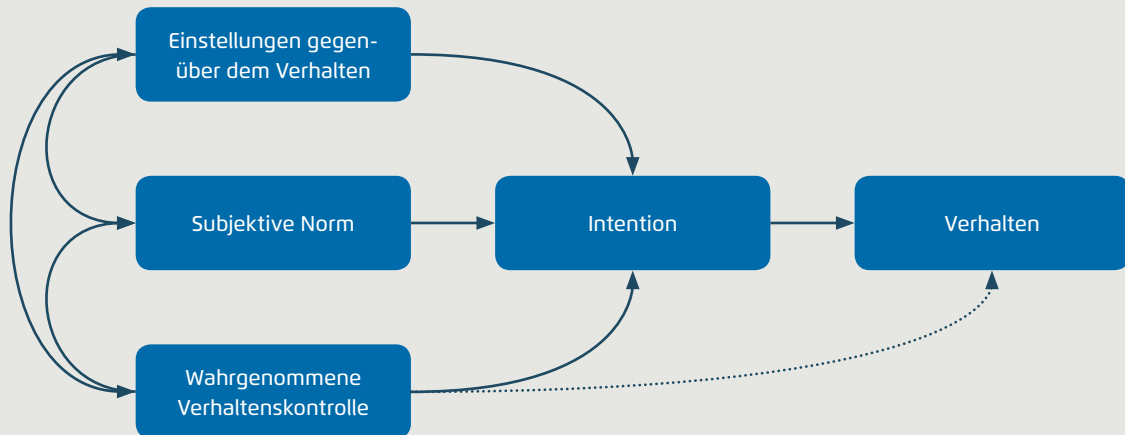 Einstellungen gegen-
über dem Verhalten
Subjektive Norm
Intention
Verhalten
Wahrgenommene
Verhaltenskontrolle